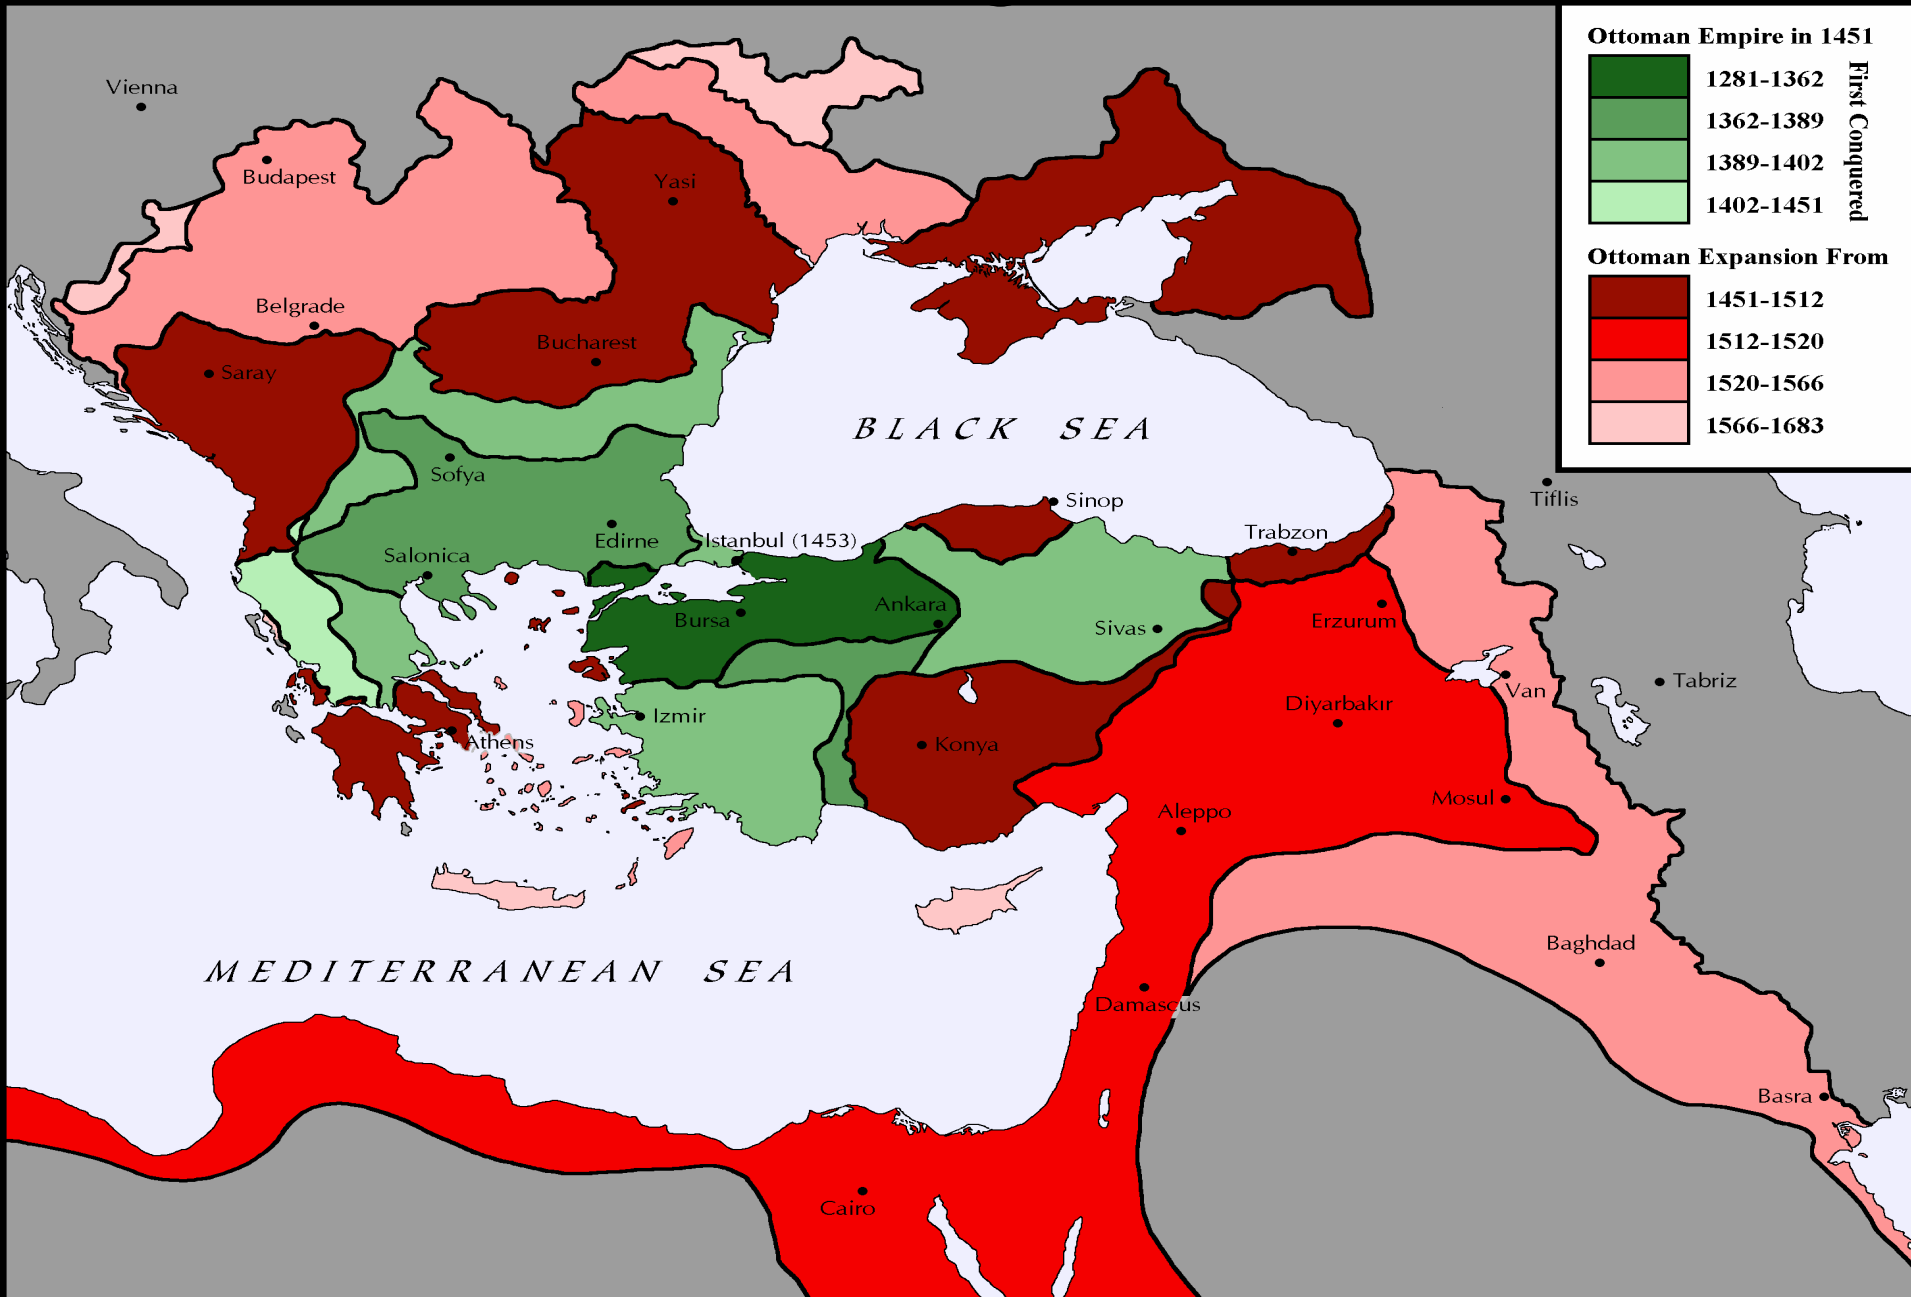 Ottoman Empire in 1451
1281-1362
1362-1389
1389-1402
1402-1451
First Conquered
Ottoman Expansion From
1451-1512
1512-1520
1520-1566
1566-1683
Vienna
Budapest
Yasi
Belgrade
Bucharest
Saray
BLACK SEA
Sofya
Sinop
Tiflis
Edirne
Istanbul (1453)
Trabzon
Salonica
Ankara
Bursa
Sivas
Erzurum
Van
Tabriz
Diyarbakır
Izmir
Athens
Konya
Mosul
Aleppo
Baghdad
MEDITERRANEAN SEA
Damascus
Basra
Cairo